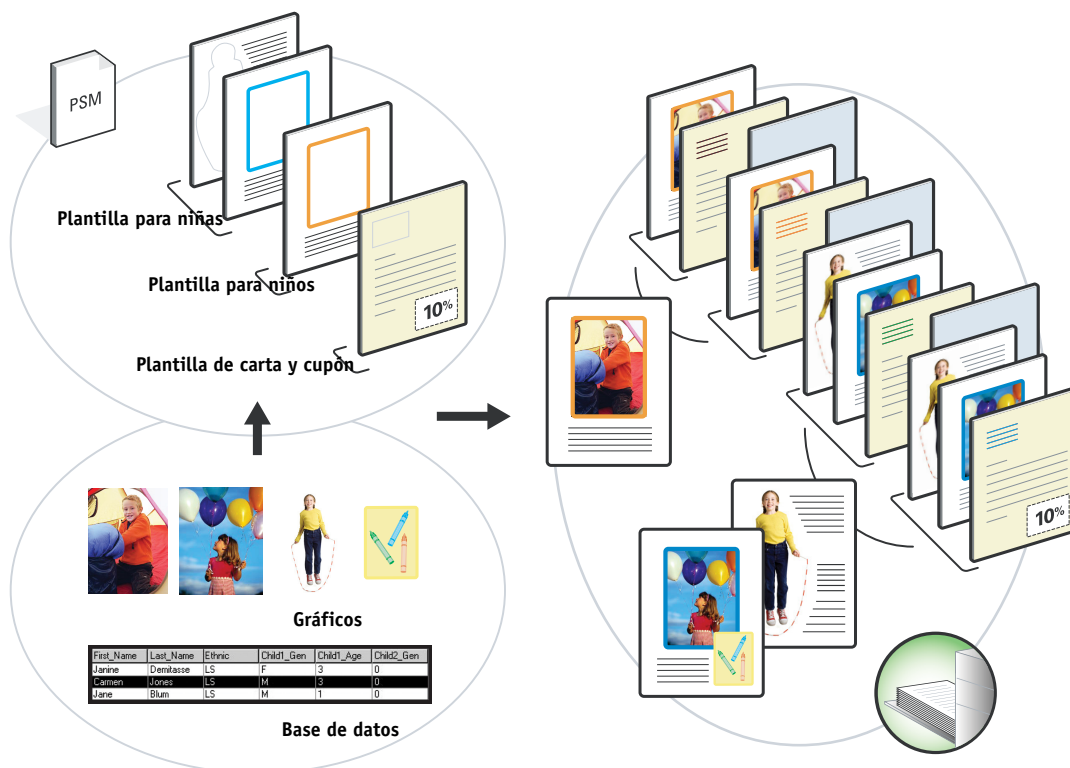 PSM
Plantilla para niñas
Plantilla para niños
10%
Plantilla de carta y cupón
Gráficos
First_Name Last_Name Ethnic Child1_Gen Child1_Age Child2_Gen
Janine Demitasse LS F 3 0
Carmen Jones LS M 3 0
Jane Blum LS M 1 0
Base de datos
10%